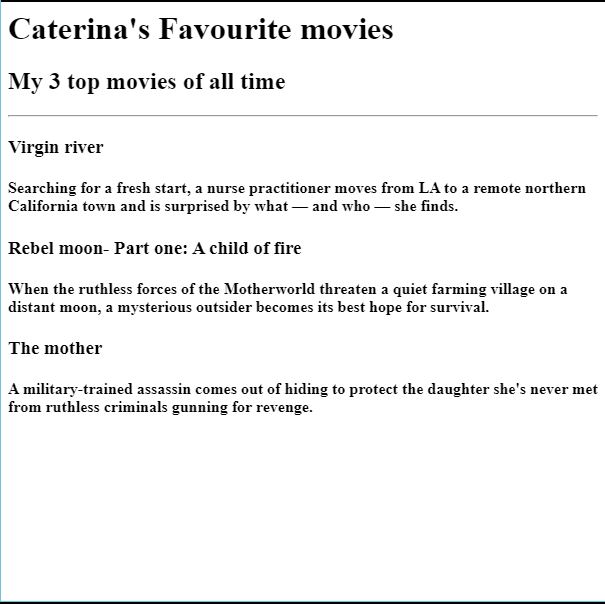 Caterina's Favourite movies
My 3 top movies of all time
Virgin river
Searching for a fresh start, a nurse practitioner moves from LA to a remote northern
California town and is surprised by what — and who — she finds.
Rebel moon- Part one: A child of fire
When the ruthless forces of the Motherworld threaten a quiet farming village on a
distant moon, a mysterious outsider becomes its best hope for survival.
The mother
A military-trained assassin comes out of hiding to protect the daughter she's never met
from ruthless criminals gunning for revenge.